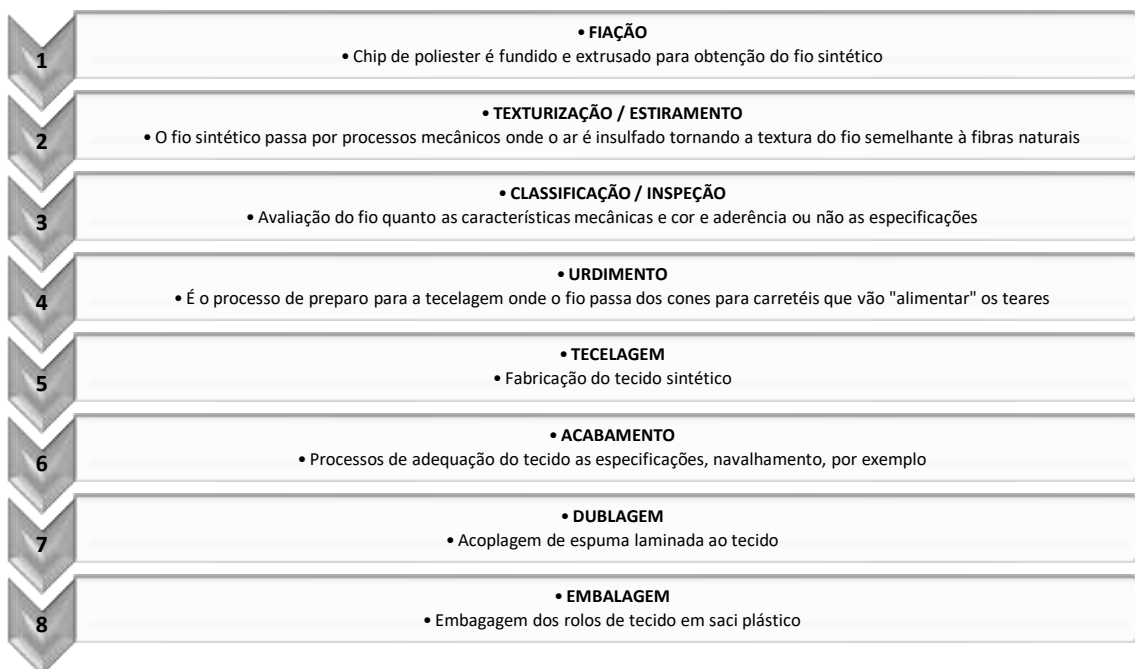 1
• FIAÇÃO
• Chip de poliester é fundido e extrusado para obtenção do fio sintético
2
• TEXTURIZAÇÃO / ESTIRAMENTO
• O fio sintético passa por processos mecânicos onde o ar é insulfado tornando a textura do fio semelhante à fibras naturais
3
• CLASSIFICAÇÃO / INSPEÇÃO
• Avaliação do fio quanto as características mecânicas e cor e aderência ou não as especificações
4
• URDIMENTO
• É o processo de preparo para a tecelagem onde o fio passa dos cones para carretéis que vão "alimentar" os teares
5
• TECELAGEM
• Fabricação do tecido sintético
6
• ACABAMENTO
• Processos de adequação do tecido as especificações, navalhamento, por exemplo
7
• DUBLAGEM
• Acoplagem de espuma laminada ao tecido
8
• EMBALAGEM
• Embagagem dos rolos de tecido em saci plástico